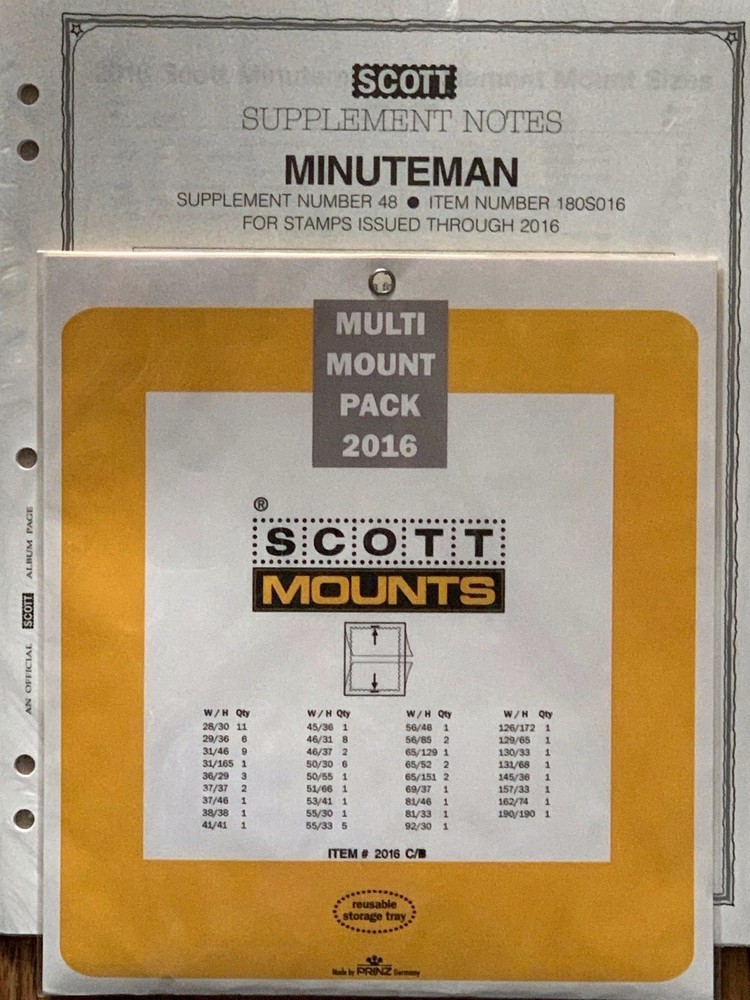 SCOTT
SUPPLEMENT NOTES
MINUTEMAN
SUPPLEMENT NUMBER 48 ● ITEM NUMBER 180S016
FOR STAMPS ISSUED THROUGH 2016
MULTI
MOUNT
PACK
2016
®
SCOTT
MOUNTS
W / H Qty W / H Qty W / H Qty W / H Qty
28/30 11 45/36 1 56/48 1 126/172 1
29/36 6 46/31 8 56/85 2 129/65 1
31/46 9 46/37 2 65/129 1 130/33 1
31/165 1 50/30 6 65/52 2 131/68 1
36/29 3 50/55 1 65/151 2 145/36 1
37/37 2 51/66 1 69/37 1 157/33 1
37/46 1 53/41 1 81/46 1 162/74 1
38/38 1 55/30 1 81/33 1 190/190 1
41/41 1 55/33 5 92/30 1
ITEM # 2016 C/B
reusable
storage tray
Made by PRINZ Germany
AN OFFICIAL SCOTT ALBUM PAGE